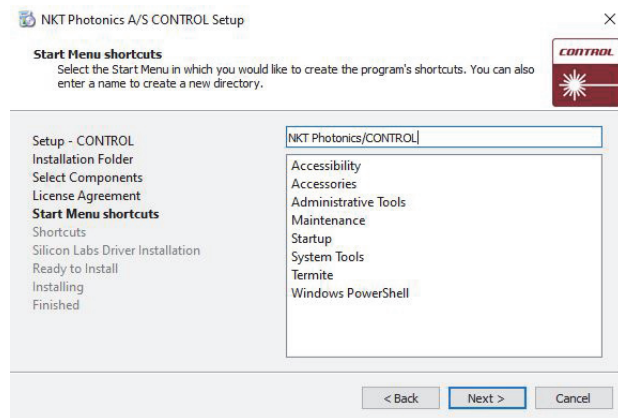 NKT Photonics A/S CONTROL Setup
Start Menu shortcuts
Select the Start Menu in which you would like to create the program's shortcuts. You can also
enter a name to create a new directory.
CONTROL
Setup - CONTROL
Installation Folder
Select Components
License Agreement
Start Menu shortcuts
Shortcuts
Silicon Labs Driver Installation
Ready to Install
Installing
Finished
NKT Photonics/CONTROL
Accessibility
Accessories
Administrative Tools
Maintenance
Startup
System Tools
Termite
Windows PowerShell
< Back
Next >
Cancel